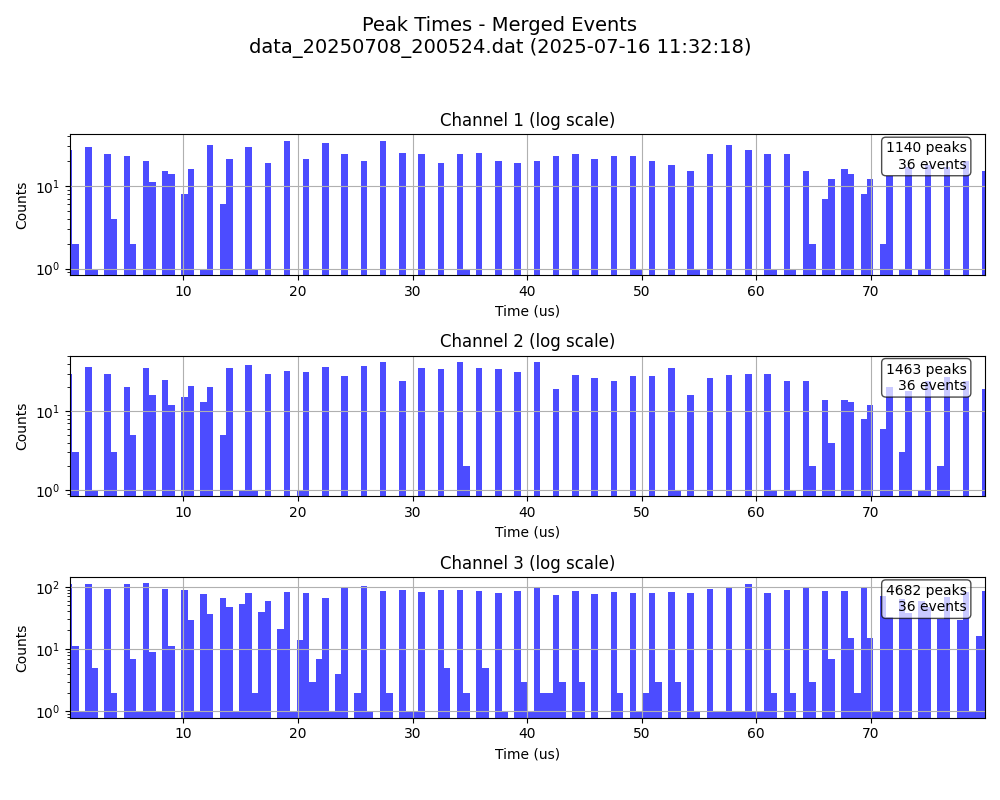 Peak Times - Merged Events
data_20250708_200524.dat (2025-07-16 11:32:18)
Channel 1 (log scale)
1140 peaks
36 events
Counts
10¹
10⁰
10 20 30 40 50 60 70
Time (us)
Channel 2 (log scale)
1463 peaks
36 events
Counts
10¹
10⁰
10 20 30 40 50 60 70
Time (us)
Channel 3 (log scale)
4682 peaks
36 events
Counts
10²
10¹
10⁰
10 20 30 40 50 60 70
Time (us)